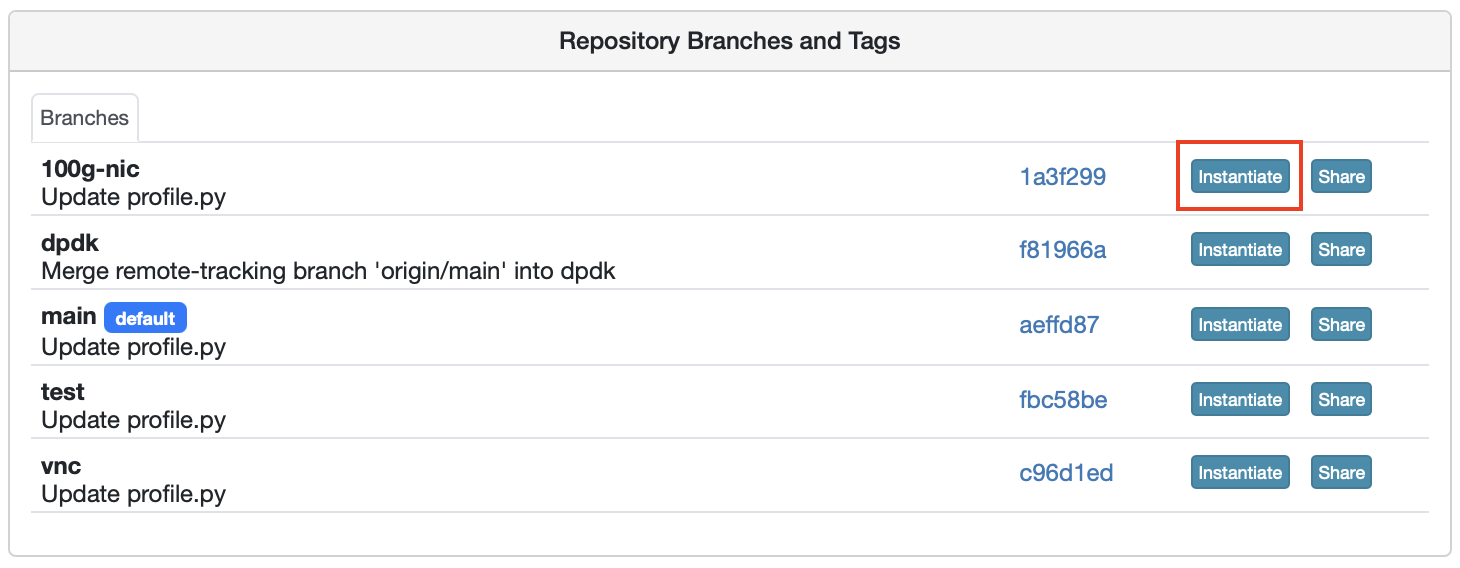 Repository Branches and Tags
Branches
100g-nic
Update profile.py
1a3f299 Instantiate Share
dpdk
Merge remote-tracking branch 'origin/main' into dpdk
f81966a Instantiate Share
main default
Update profile.py
aeffd87 Instantiate Share
test
Update profile.py
fbc58be Instantiate Share
vnc
Update profile.py
c96d1ed Instantiate Share